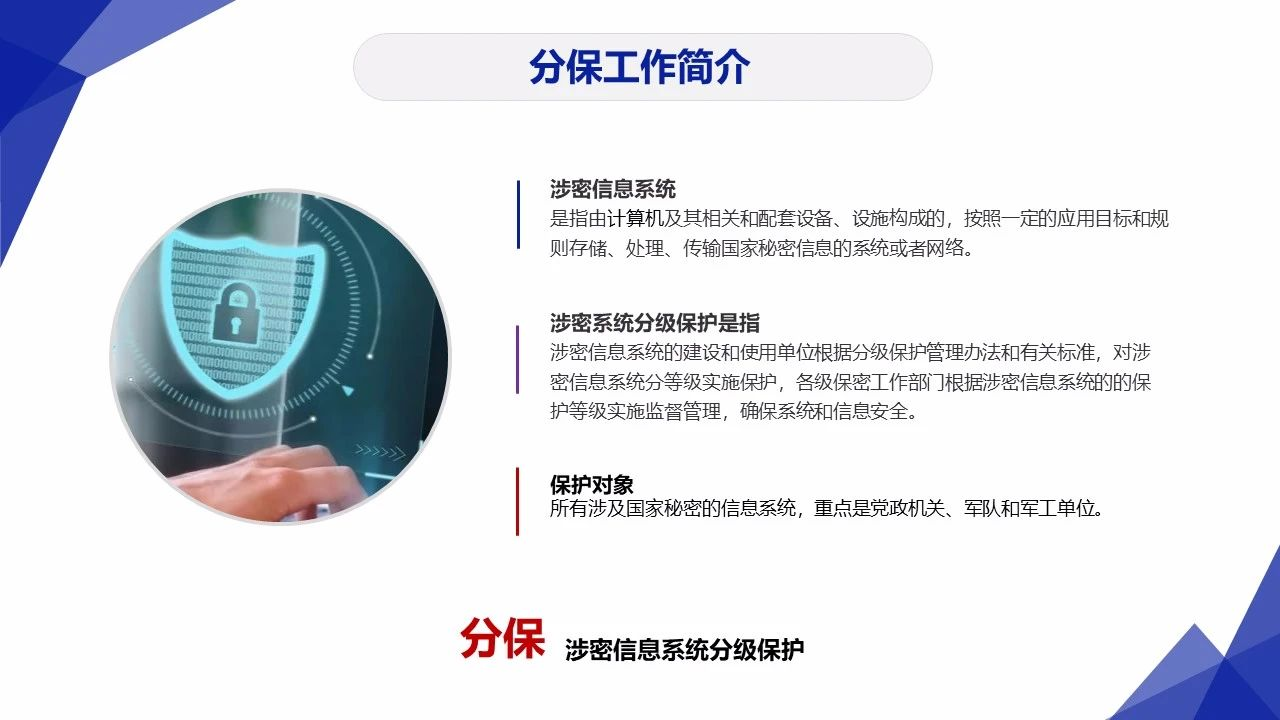 分保工作简介
涉密信息系统
是指由计算机及其相关和配套设备、设施构成的，按照一定的应用目标和规
则存储、处理、传输国家秘密信息的系统或者网络。
涉密系统分级保护是指
涉密信息系统的建设和使用单位根据分级保护管理办法和有关标准，对涉
密信息系统分等级实施保护，各级保密工作部门根据涉密信息系统的的保
护等级实施监督管理，确保系统和信息安全。
保护对象
所有涉及国家秘密的信息系统，重点是党政机关、军队和军工单位。
分保 涉密信息系统分级保护